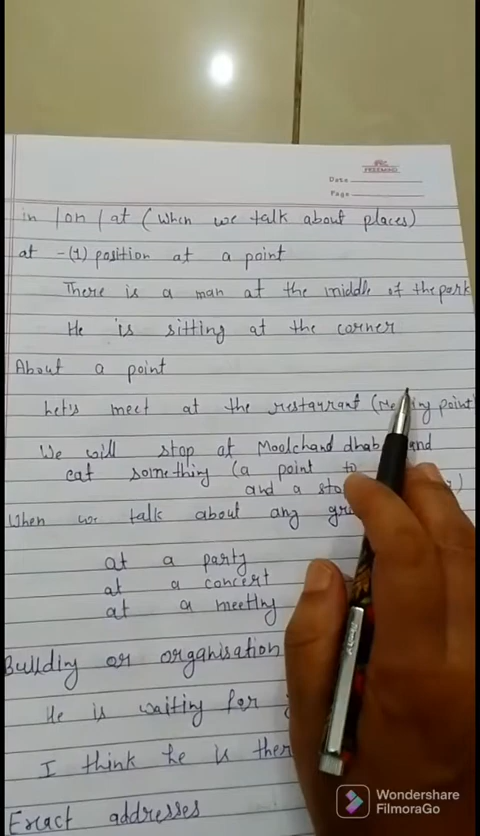 Date
Page
in / on / at ( When we talk about places)
at - (1) position at a point
There is a man at the middle of the park
He is sitting at the corner
About a point
Let's meet at the restaurant ( point
We will stop at Moolchand and
eat something (a point to
and a )
When we talk about any
at a party
at a concert
at a meeting
Building or organisation
He is waiting for
I think he is
Exact addresses
Wondershare
FilmoraGo